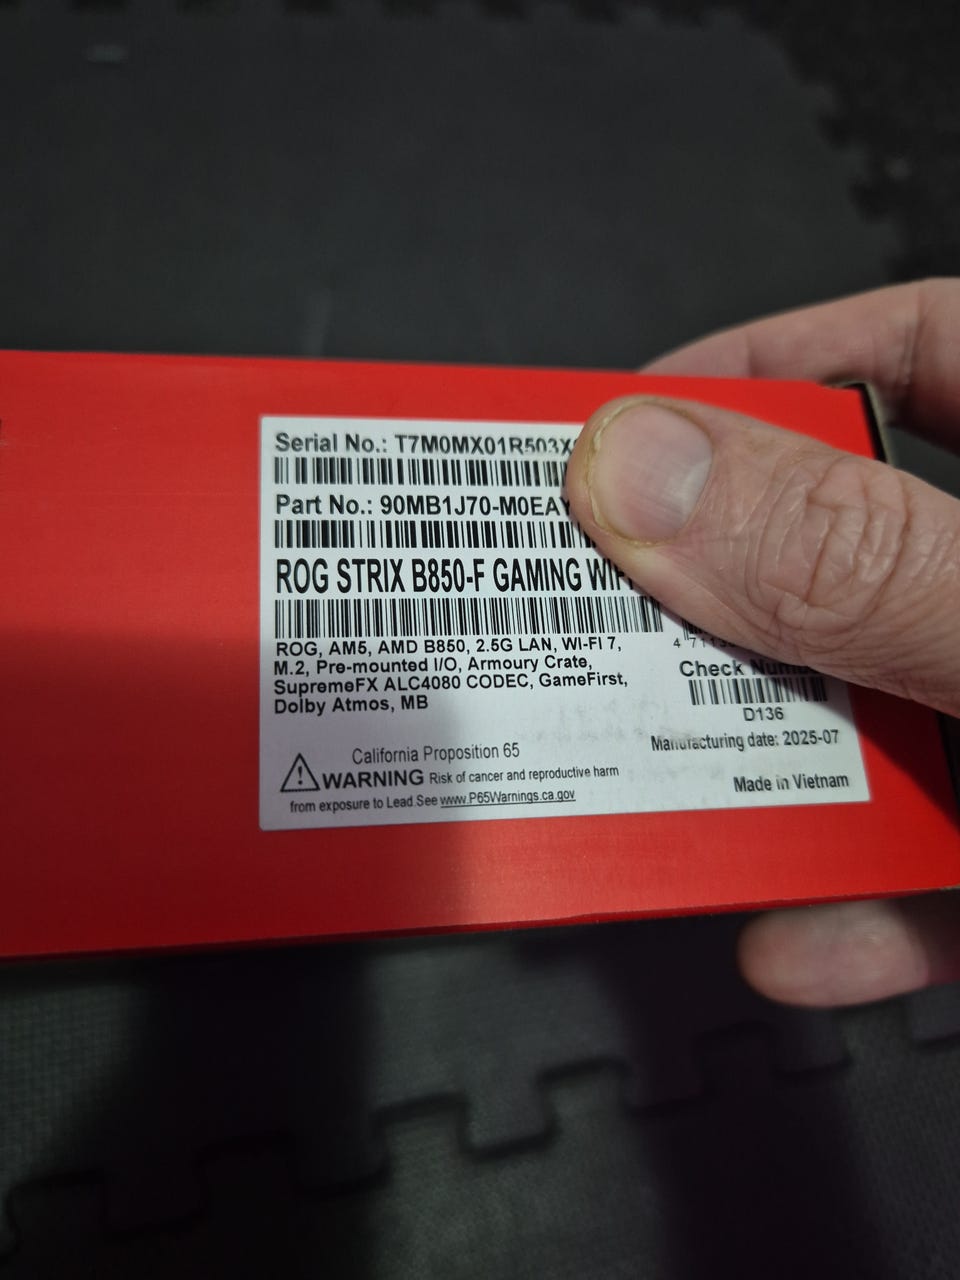 Serial No.: T7M0MX01R503X
Part No.: 90MB1J70-M0EAY
ROG STRIX B850-F GAMING WIFI
ROG, AM5, AMD B850, 2.5G LAN, WI-FI 7,
M.2, Pre-mounted I/O, Armoury Crate,
SupremeFX ALC4080 CODEC, GameFirst,
Dolby Atmos, MB
4 711
Check Numb
D136
Manufacturing date: 2025-07
Made in Vietnam
California Proposition 65
WARNING Risk of cancer and reproductive harm
from exposure to Lead.See www.P65Warnings.ca.gov